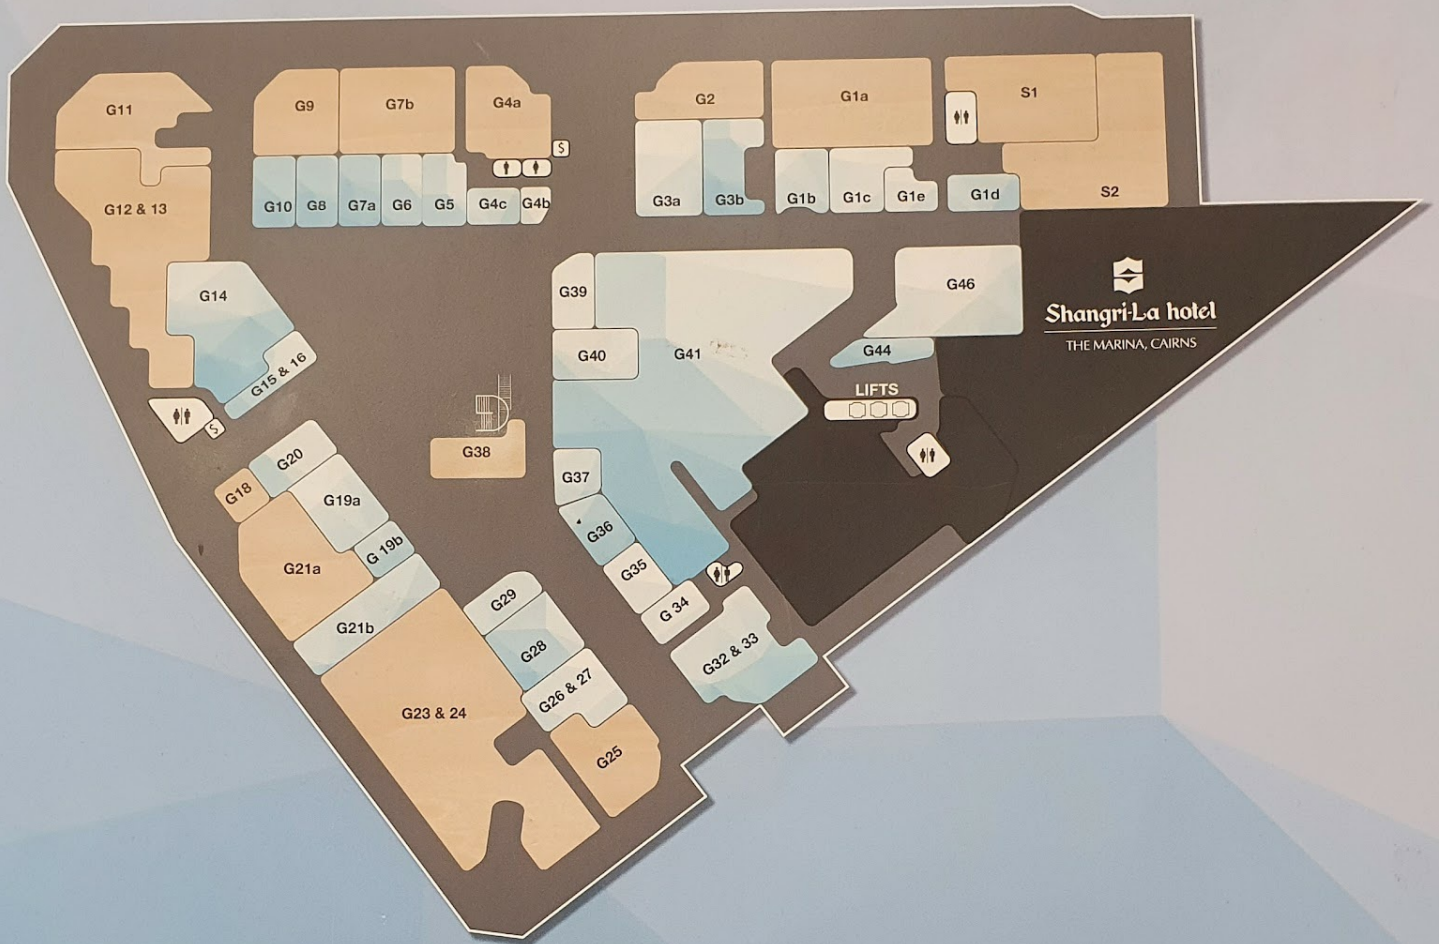 G11
G9
G7b
G4a
G2
G1a
S1
$
G12 & 13
G10
G8
G7a
G6
G5
G4c
G4b
G3a
G3b
G1b
G1c
G1e
G1d
S2
G14
G39
G46
Shangri-La hotel
THE MARINA, CAIRNS
G40
G41
G44
G15 & 16
LIFTS
$
G38
G20
G18
G19a
G37
G36
G 19b
G21a
G35
G29
G 34
G21b
G28
G32 & 33
G26 & 27
G23 & 24
G25